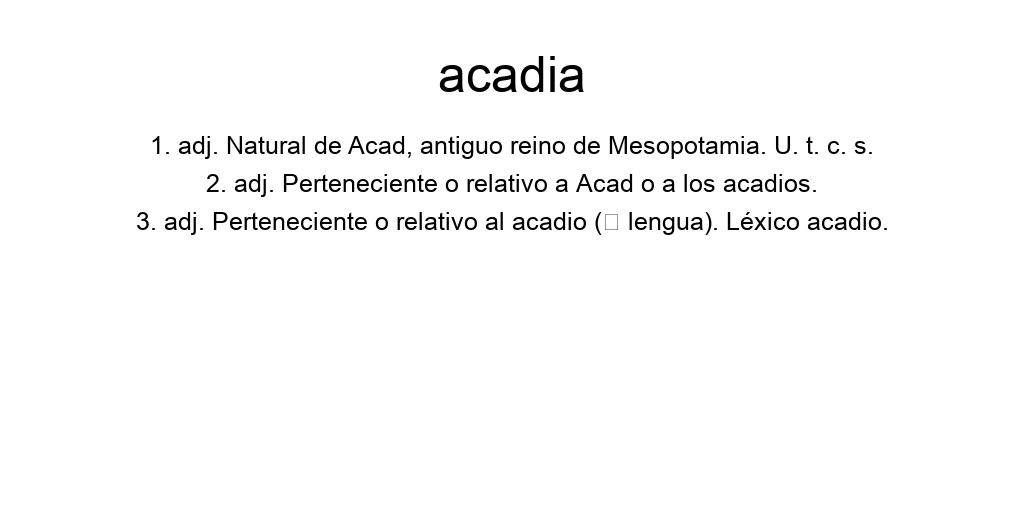 acadia
1. adj. Natural de Acad, antiguo reino de Mesopotamia. U. t. c. s.
2. adj. Perteneciente o relativo a Acad o a los acadios.
3. adj. Perteneciente o relativo al acadio (□ lengua). Léxico acadio.